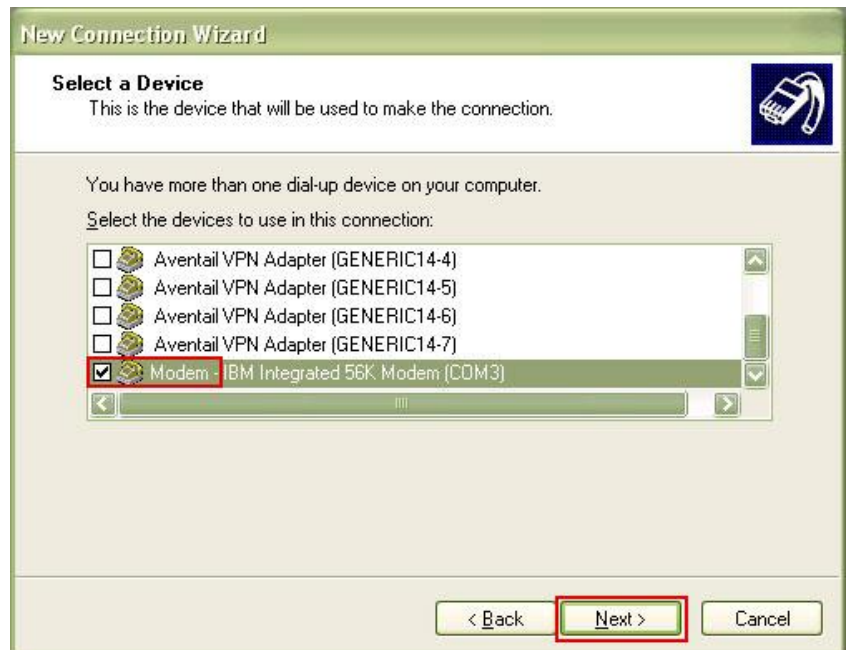 New Connection Wizard
Select a Device
This is the device that will be used to make the connection.
You have more than one dial-up device on your computer.
Select the devices to use in this connection:
Aventail VPN Adapter (GENERIC14-4)
Aventail VPN Adapter (GENERIC14-5)
Aventail VPN Adapter (GENERIC14-6)
Aventail VPN Adapter (GENERIC14-7)
Modem - IBM Integrated 56K Modem (COM3)
< Back Next > Cancel